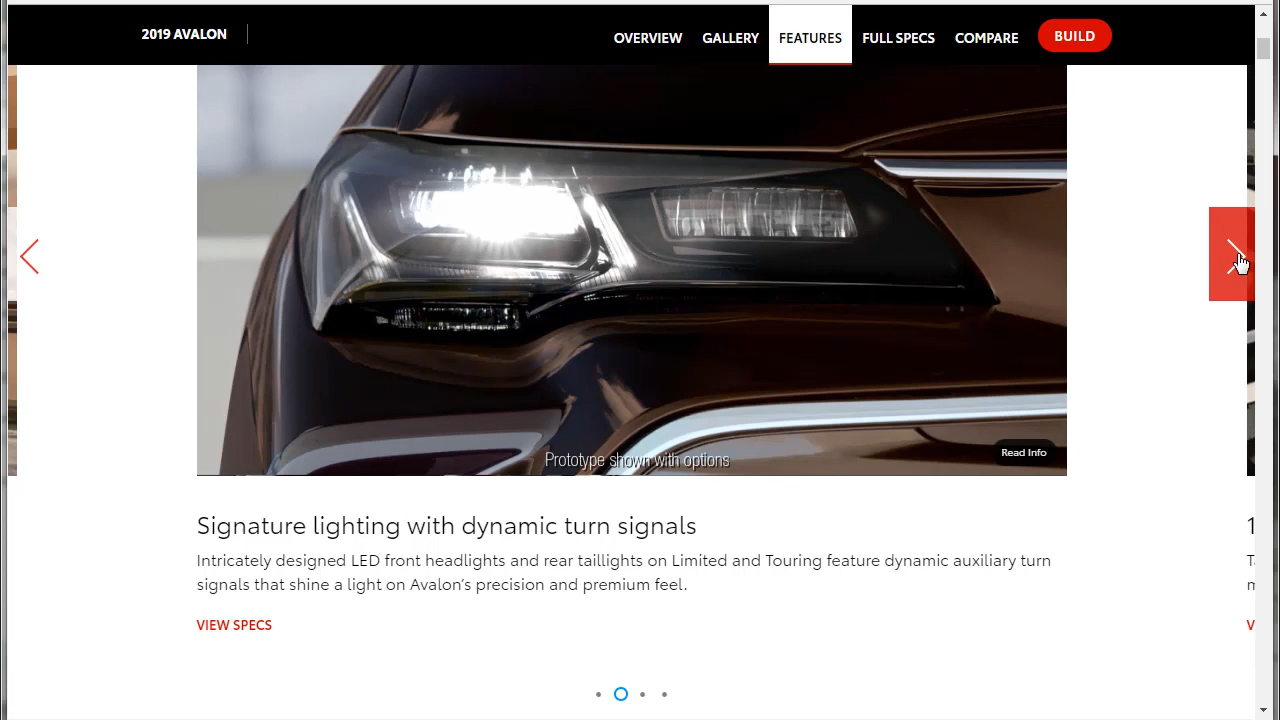 2019 AVALON
OVERVIEW GALLERY FEATURES FULL SPECS COMPARE BUILD
Prototype shown with options
Read Info
Signature lighting with dynamic turn signals
Intricately designed LED front headlights and rear taillights on Limited and Touring feature dynamic auxiliary turn
signals that shine a light on Avalon's precision and premium feel.
VIEW SPECS